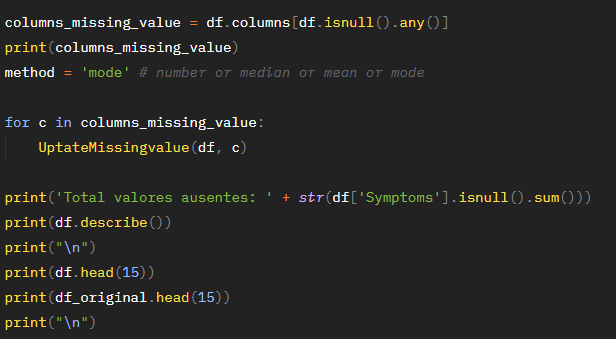 columns_missing_value = df.columns[df.isnull().any()]
print(columns_missing_value)
method = 'mode' # number or median or mean or mode
for c in columns_missing_value:
    UptateMissingvalue(df, c)
print('Total valores ausentes: ' + str(df['Symptoms'].isnull().sum()))
print(df.describe())
print("\n")
print(df.head(15))
print(df_original.head(15))
print("\n")